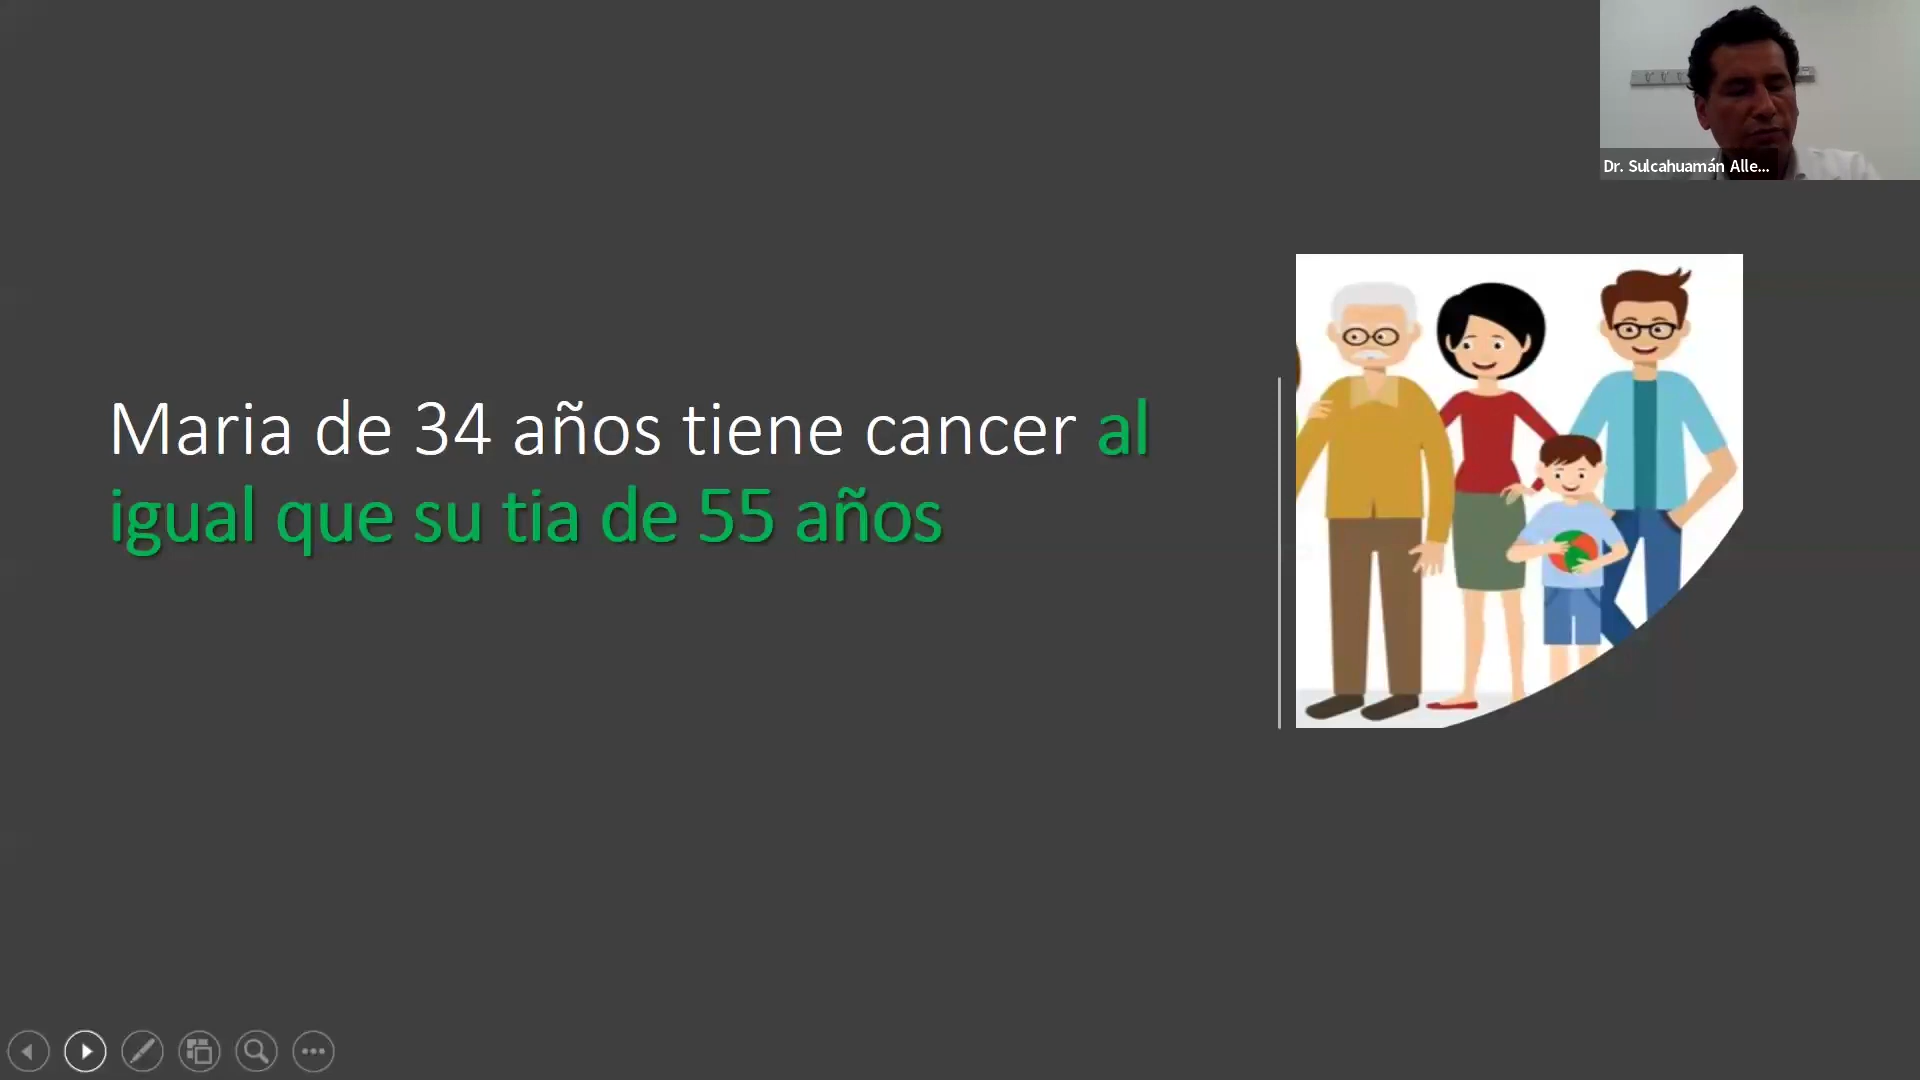 Dr. Sulcahuamán Alle...
Maria de 34 años tiene cancer al
igual que su tia de 55 años